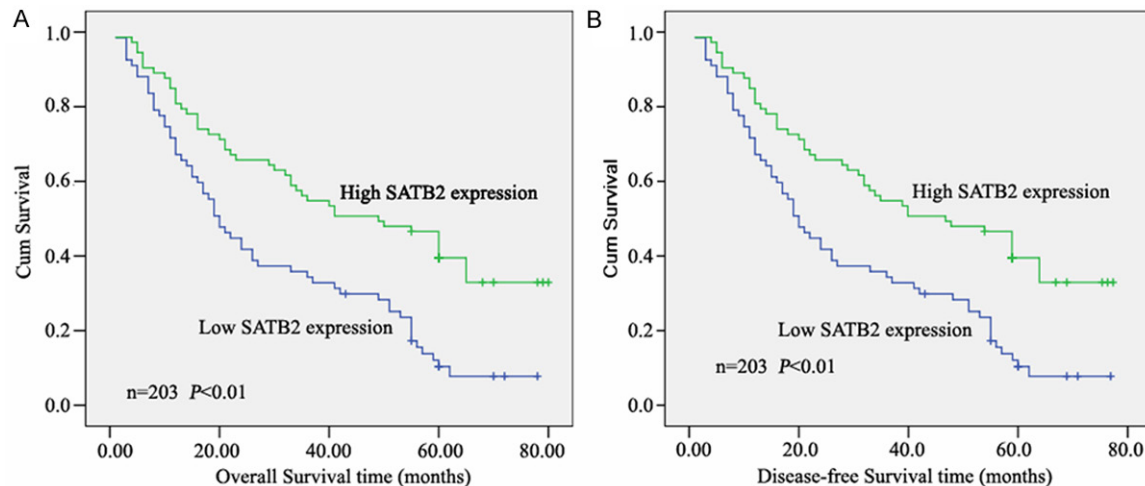 A
Cum Survival
1.0
0.8
0.6
0.4
0.2
0.0
High SATB2 expression
Low SATB2 expression
n=203 P<0.01
0.00 20.00 40.00 60.00 80.00
Overall Survival time (months)
B
Cum Survival
1.0
0.8
0.6
0.4
0.2
0.0
High SATB2 expression
Low SATB2 expression
n=203 P<0.01
0.00 20.0 40.0 60.0 80.0
Disease-free Survival time (months)